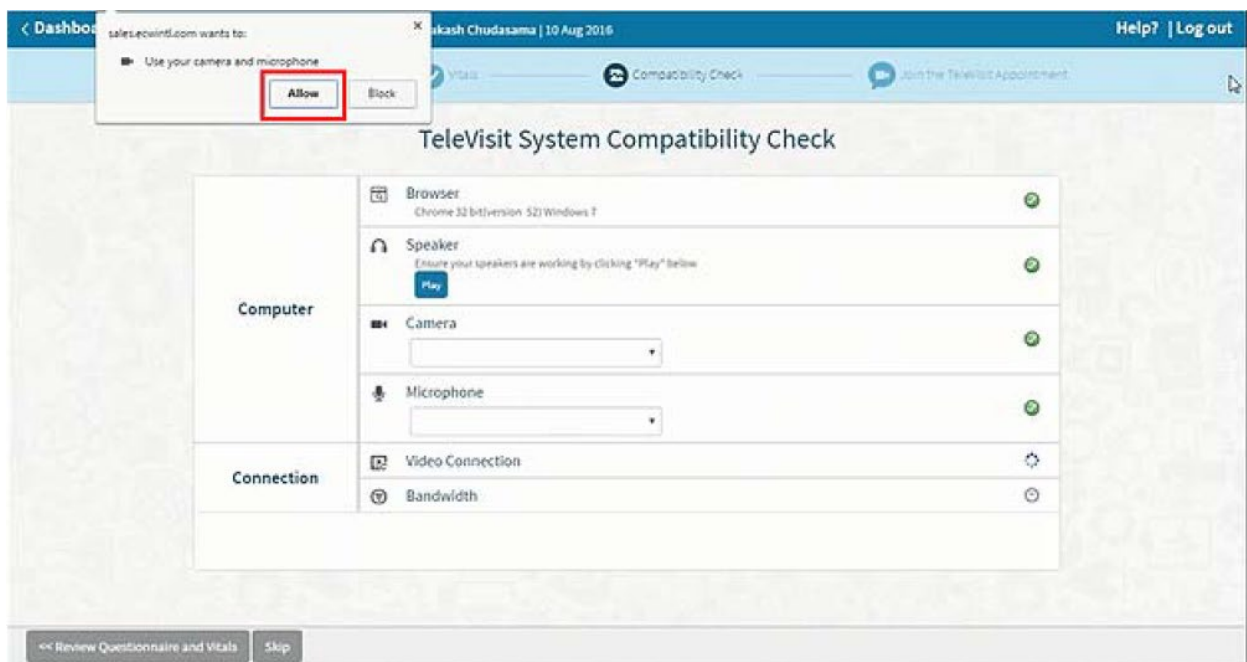 < Dashboa
sales.ecwintl.com wants to:
×
Use your camera and microphone
Allow
Block
akash Chudasama | 10 Aug 2016
Help? | Log out
Vitals
Compatibility Check
Join the TeleVisit Appointment
TeleVisit System Compatibility Check
Computer
Browser
Chrome 32 bit(version 52) Windows 7
Speaker
Ensure your speakers are working by clicking "Play" below
Play
Camera
Microphone
Connection
Video Connection
Bandwidth
<< Review Questionnaire and Vitals
Skip